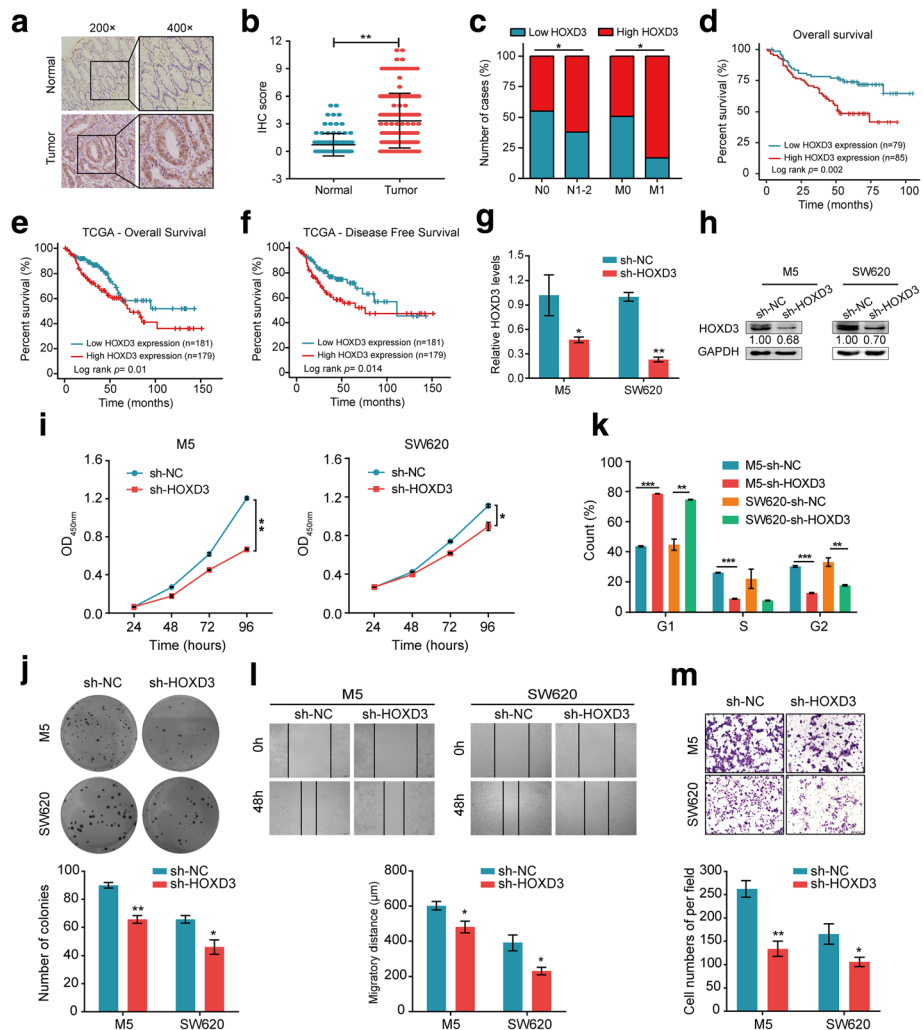 a
200×
400×
Normal
Tumor
b
**
IHC score
12
9
6
3
0
-3
Normal
Tumor
c
Low HOXD3
High HOXD3
*
*
Number of cases (%)
100
75
50
25
0
N0
N1-2
M0
M1
d
Overall survival
Percent survival (%)
100
80
60
40
20
0
Low HOXD3 expression (n=79)
High HOXD3 expression (n=85)
Log rank p= 0.002
0
25
50
75
100
Time (months)
e
TCGA - Overall Survival
Percent survival (%)
100
80
60
40
20
0
Low HOXD3 expression (n=181)
High HOXD3 expression (n=179)
Log rank p= 0.01
0
50
100
150
Time (months)
f
TCGA - Disease Free Survival
Percent survival (%)
100
80
60
40
20
0
Low HOXD3 expression (n=181)
High HOXD3 expression (n=179)
Log rank p= 0.014
0
50
100
150
Time (months)
g
sh-NC
sh-HOXD3
Relative HOXD3 levels
1.5
1.2
0.9
0.6
0.3
0.0
*
**
M5
SW620
h
M5
SW620
sh-NC
sh-HOXD3
sh-NC
sh-HOXD3
HOXD3
1.00 0.68
1.00 0.70
GAPDH
i
M5
sh-NC
sh-HOXD3
OD450nm
1.6
1.2
0.8
0.4
0.0
**
24
48
72
96
Time (hours)
SW620
sh-NC
sh-HOXD3
OD450nm
1.6
1.2
0.8
0.4
0.0
*
24
48
72
96
Time (hours)
k
M5-sh-NC
M5-sh-HOXD3
SW620-sh-NC
SW620-sh-HOXD3
Count (%)
100
80
60
40
20
0
***
**
***
***
**
G1
S
G2
j
sh-NC
sh-HOXD3
M5
SW620
sh-NC
sh-HOXD3
Number of colonies
100
80
60
40
20
0
**
*
M5
SW620
l
M5
SW620
sh-NC
sh-HOXD3
sh-NC
sh-HOXD3
0h
0h
48h
48h
sh-NC
sh-HOXD3
Migratory distance (μm)
800
600
400
200
0
*
*
M5
SW620
m
sh-NC
sh-HOXD3
M5
SW620
sh-NC
sh-HOXD3
Cell numbers of per field
300
250
200
150
100
50
0
**
*
M5
SW620